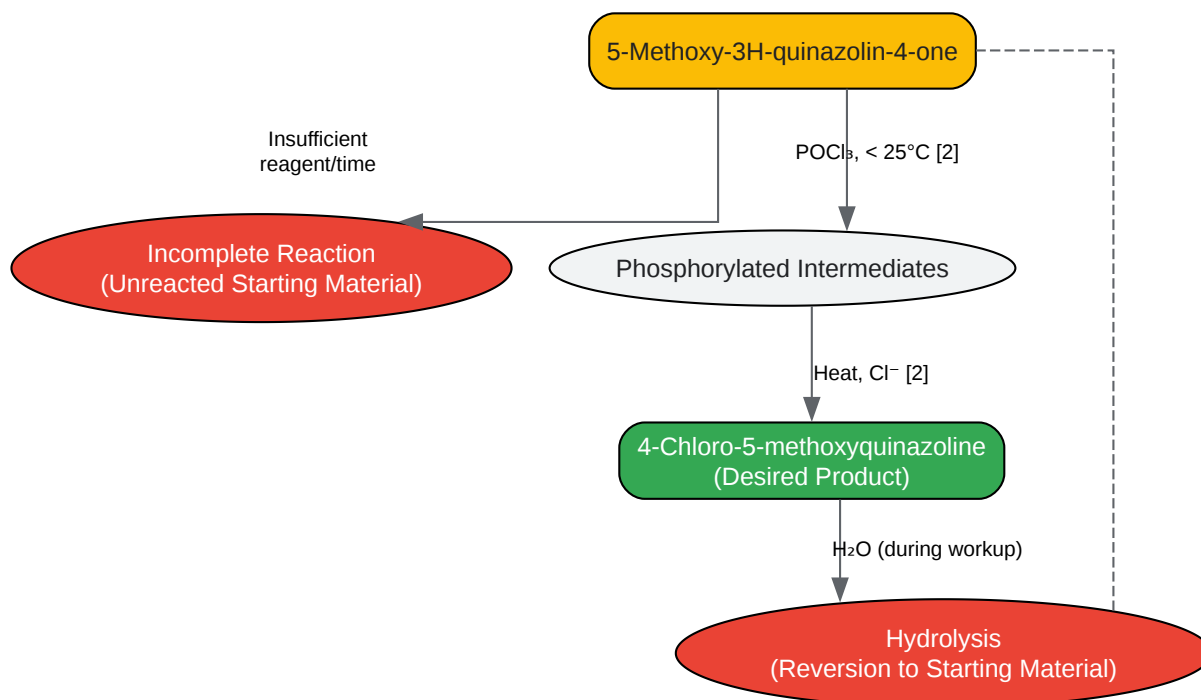 5-Methoxy-3H-quinazolin-4-one
Insufficient
reagent/time
POCl₃, < 25°C [2]
Incomplete Reaction
(Unreacted Starting Material)
Phosphorylated Intermediates
Heat, Cl⁻ [2]
4-Chloro-5-methoxyquinazoline
(Desired Product)
H₂O (during workup)
Hydrolysis
(Reversion to Starting Material)